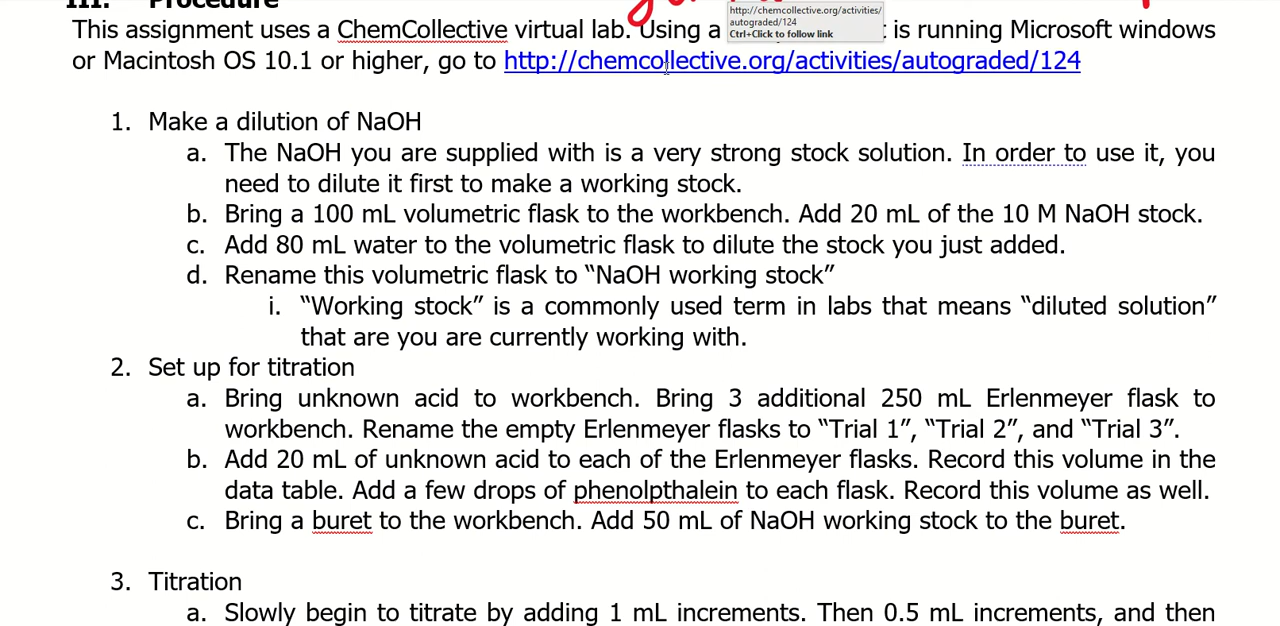 III. Procedure
http://chemcollective.org/activities/
autograded/124
Ctrl+Click to follow link
This assignment uses a ChemCollective virtual lab. Using a is running Microsoft windows
or Macintosh OS 10.1 or higher, go to http://chemcollective.org/activities/autograded/124
1. Make a dilution of NaOH
a. The NaOH you are supplied with is a very strong stock solution. In order to use it, you
need to dilute it first to make a working stock.
b. Bring a 100 mL volumetric flask to the workbench. Add 20 mL of the 10 M NaOH stock.
c. Add 80 mL water to the volumetric flask to dilute the stock you just added.
d. Rename this volumetric flask to “NaOH working stock”
i. “Working stock” is a commonly used term in labs that means “diluted solution”
that are you are currently working with.
2. Set up for titration
a. Bring unknown acid to workbench. Bring 3 additional 250 mL Erlenmeyer flask to
workbench. Rename the empty Erlenmeyer flasks to “Trial 1”, “Trial 2”, and “Trial 3”.
b. Add 20 mL of unknown acid to each of the Erlenmeyer flasks. Record this volume in the
data table. Add a few drops of phenolpthalein to each flask. Record this volume as well.
c. Bring a buret to the workbench. Add 50 mL of NaOH working stock to the buret.
3. Titration
a. Slowly begin to titrate by adding 1 mL increments. Then 0.5 mL increments, and then